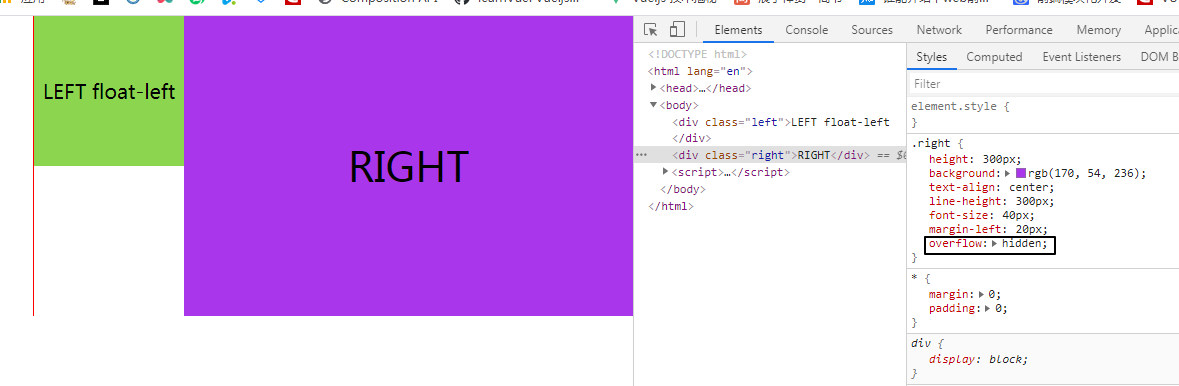 LEFT float-left
RIGHT
Elements Console Sources Network Performance Memory Applica
<!DOCTYPE html>
<html lang="en">
<head>…</head>
<body>
<div class="left">LEFT float-left
</div>
<div class="right">RIGHT</div> == $0
<script>…</script>
</body>
</html>
Styles Computed Event Listeners DOM B
Filter
element.style {
}
.right {
height: 300px;
background: rgb(170, 54, 236);
text-align: center;
line-height: 300px;
font-size: 40px;
margin-left: 20px;
overflow: hidden;
}
* {
margin: 0;
padding: 0;
}
div {
display: block;
}